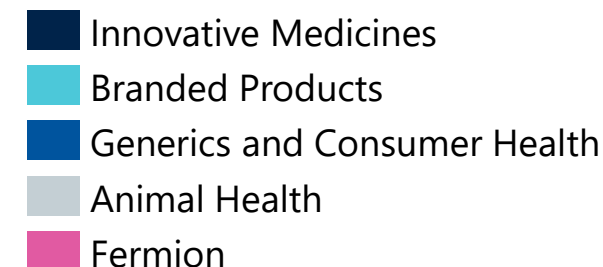 Innovative Medicines
Branded Products
Generics and Consumer Health
Animal Health
Fermion